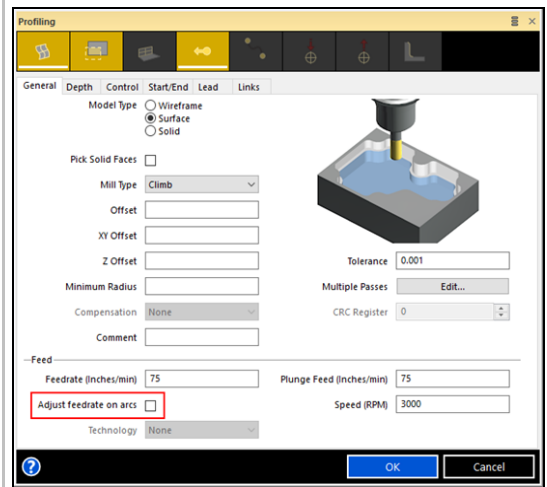 Profiling
General Depth Control Start/End Lead Links
Model Type Wireframe
Surface
Solid
Pick Solid Faces
Mill Type Climb
Offset
XY Offset
Z Offset Tolerance 0.001
Minimum Radius Multiple Passes Edit...
Compensation None CRC Register 0
Comment
Feed
Feedrate (Inches/min) 75 Plunge Feed (Inches/min) 75
Adjust feedrate on arcs Speed (RPM) 3000
Technology None
? OK Cancel